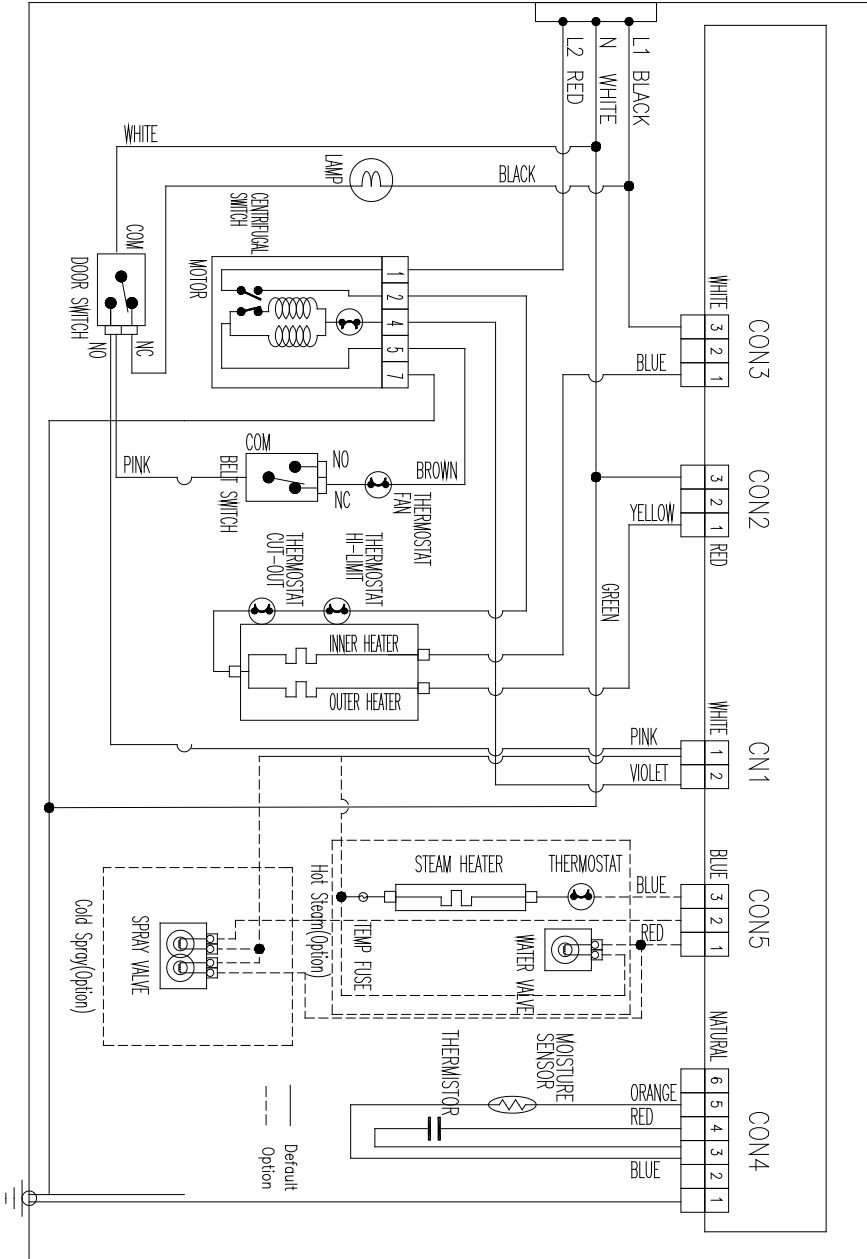 L1 BLACK
N WHITE
L2 RED
WHITE
BLACK
LAMP
COM
DOOR SWITCH
NC
NO
CENTRIFUGAL
SWITCH
MOTOR
1
2
4
5
7
WHITE
3
2
1
CON3
BLUE
PINK
COM
BELT SWITCH
NO
NC
BROWN
THERMOSTAT
FAN
3
2
1
CON2
YELLOW
RED
THERMOSTAT
HI-LIMIT
THERMOSTAT
CUT-OUT
GREEN
INNER HEATER
OUTER HEATER
WHITE
1
2
CN1
PINK
VIOLET
STEAM HEATER
THERMOSTAT
BLUE
BLUE
3
2
1
CON5
RED
Hot Steam(Option)
TEMP FUSE
WATER VALVE
SPRAY VALVE
Cold Spray(Option)
NATURAL
6
5
4
3
2
1
CON4
MOISTURE
SENSOR
THERMISTOR
ORANGE
RED
BLUE
Default
Option